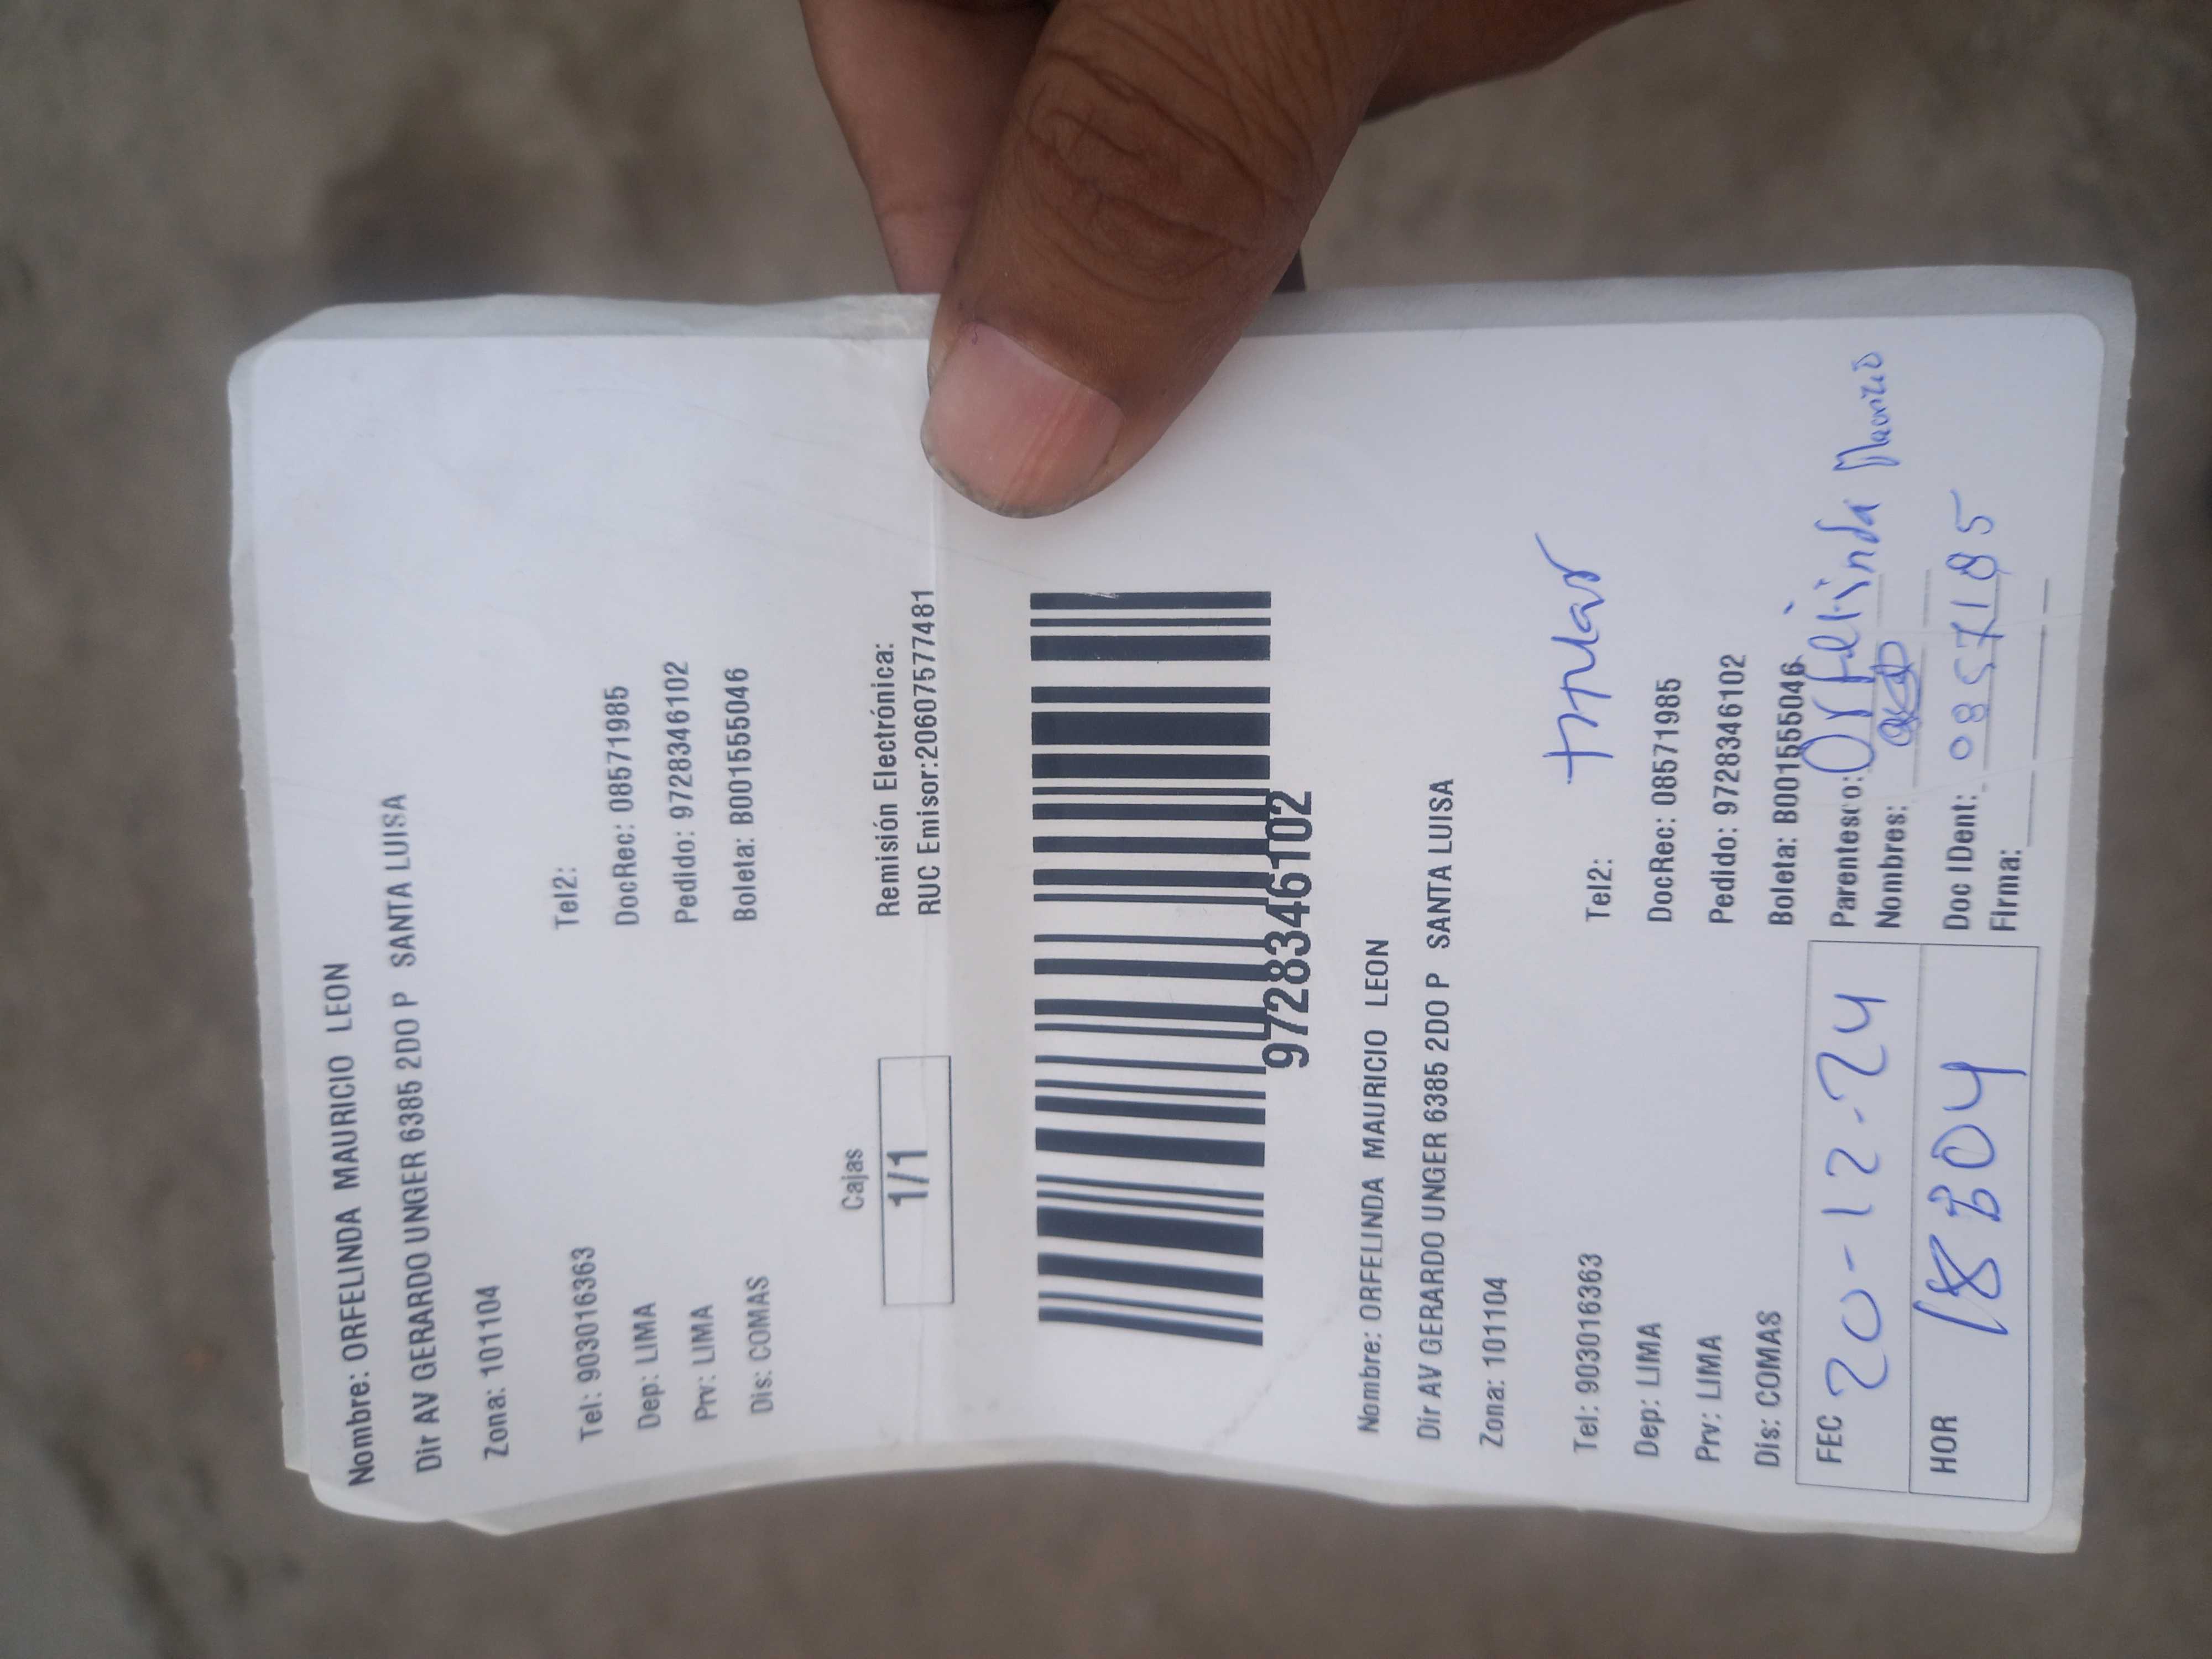 Nombre: ORFELINDA MAURICIO LEON
Dir AV GERARDO UNGER 6385 2DO P SANTA LUISA
Zona: 101104
Tel: 903016363 Tel2:
Dep: LIMA DocRec: 08571985
Prv: LIMA Pedido: 9728346102
Dis: COMAS Boleta: B001555046
Cajas
1/1
Remisión Electrónica:
RUC Emisor:20607577481
9728346102
Nombre: ORFELINDA MAURICIO LEON
Dir AV GERARDO UNGER 6385 2DO P SANTA LUISA
Zona: 101104
titular
Tel: 903016363 Tel2:
Dep: LIMA DocRec: 08571985
Prv: LIMA Pedido: 9728346102
Dis: COMAS Boleta: B001555046
FEC 20-12-24
HOR
Parentesco: Orfelinda Mauricio
Nombres:
Doc IDent:
Firma: